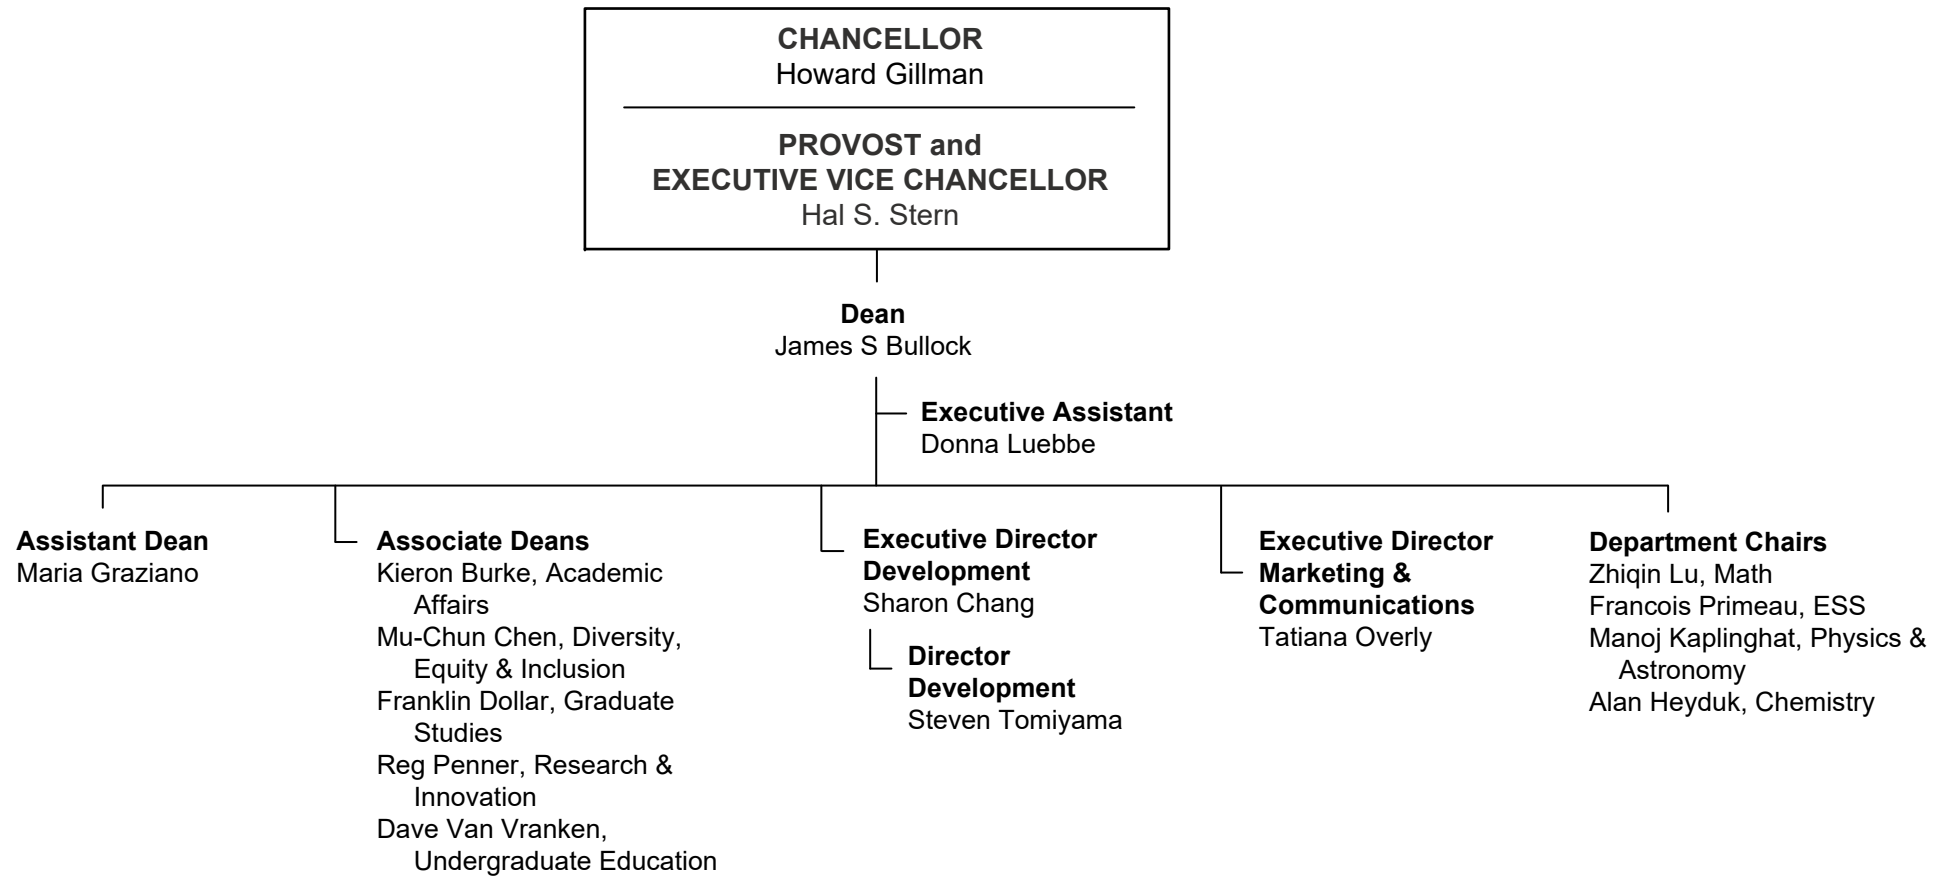 CHANCELLOR
Howard Gillman
PROVOST and
EXECUTIVE VICE CHANCELLOR
Hal S. Stern
Dean
James S Bullock
Executive Assistant
Donna Luebbe
Assistant Dean
Maria Graziano
Associate Deans
Kieron Burke, Academic
Affairs
Mu-Chun Chen, Diversity,
Equity & Inclusion
Franklin Dollar, Graduate
Studies
Reg Penner, Research &
Innovation
Dave Van Vranken,
Undergraduate Education
Executive Director
Development
Sharon Chang
Director
Development
Steven Tomiyama
Executive Director
Marketing &
Communications
Tatiana Overly
Department Chairs
Zhiqin Lu, Math
Francois Primeau, ESS
Manoj Kaplinghat, Physics &
Astronomy
Alan Heyduk, Chemistry